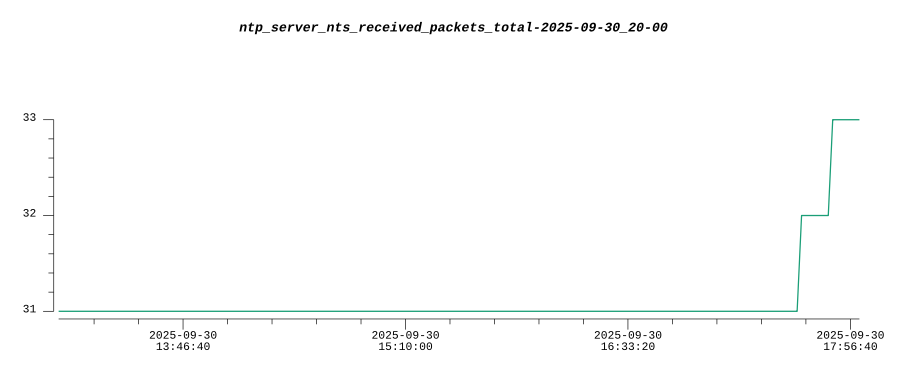 ntp_server_nts_received_packets_total-2025-09-30_20-00
33
32
31
2025-09-30 2025-09-30 2025-09-30 2025-09-30
13:46:40 15:10:00 16:33:20 17:56:40